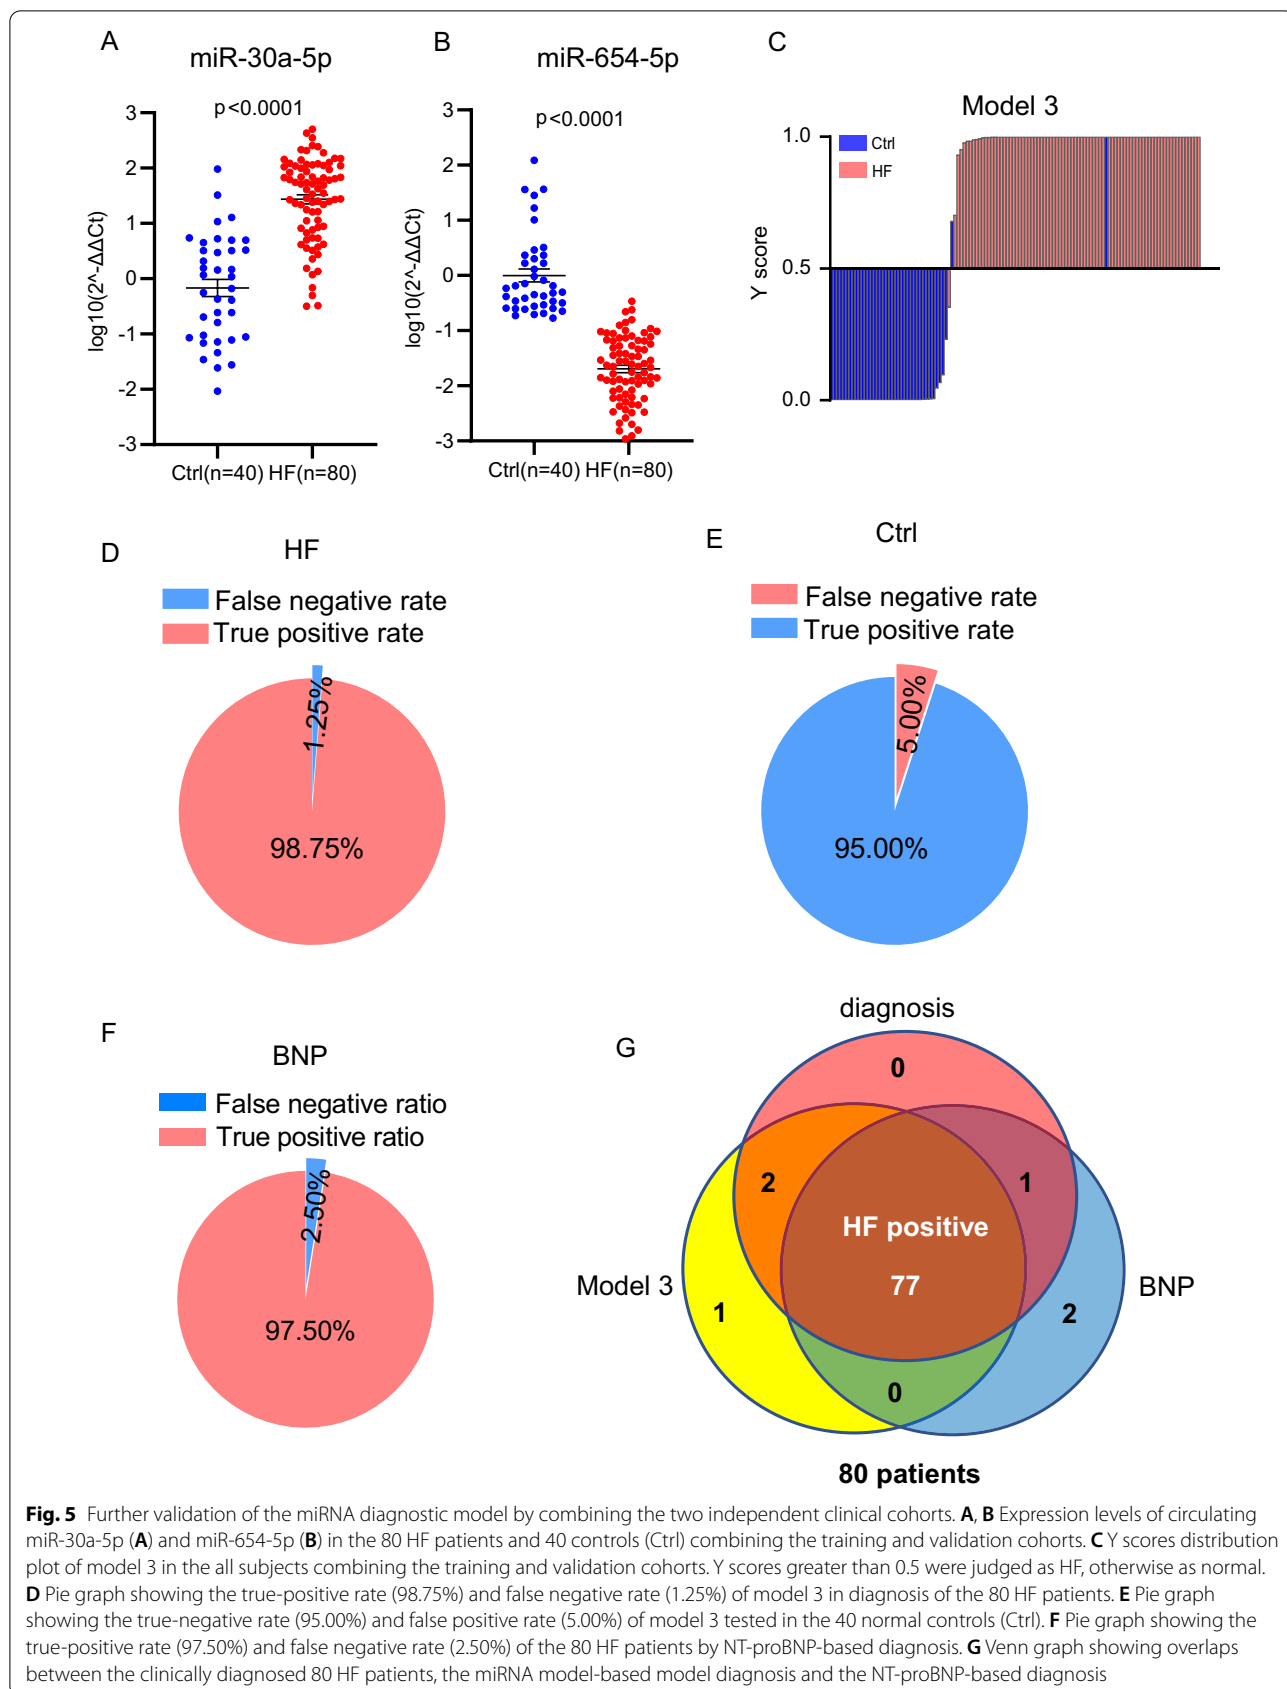 A
miR-30a-5p
p<0.0001
log10(2^-ΔΔCt)
3
2
1
0
-1
-2
-3
Ctrl(n=40) HF(n=80)
B
miR-654-5p
p<0.0001
log10(2^-ΔΔCt)
3
2
1
0
-1
-2
-3
Ctrl(n=40) HF(n=80)
C
Model 3
Ctrl
HF
Y score
1.0
0.5
0.0
D
HF
False negative rate
True positive rate
1.25%
98.75%
E
Ctrl
False negative rate
True positive rate
5.00%
95.00%
F
BNP
False negative ratio
True positive ratio
2.50%
97.50%
G
diagnosis
0
2
1
HF positive
77
Model 3
BNP
1
2
0
80 patients
Fig. 5 Further validation of the miRNA diagnostic model by combining the two independent clinical cohorts. A, B Expression levels of circulating
miR-30a-5p (A) and miR-654-5p (B) in the 80 HF patients and 40 controls (Ctrl) combining the training and validation cohorts. C Y scores distribution
plot of model 3 in the all subjects combining the training and validation cohorts. Y scores greater than 0.5 were judged as HF, otherwise as normal.
D Pie graph showing the true-positive rate (98.75%) and false negative rate (1.25%) of model 3 in diagnosis of the 80 HF patients. E Pie graph
showing the true-negative rate (95.00%) and false positive rate (5.00%) of model 3 tested in the 40 normal controls (Ctrl). F Pie graph showing the
true-positive rate (97.50%) and false negative rate (2.50%) of the 80 HF patients by NT-proBNP-based diagnosis. G Venn graph showing overlaps
between the clinically diagnosed 80 HF patients, the miRNA model-based model diagnosis and the NT-proBNP-based diagnosis